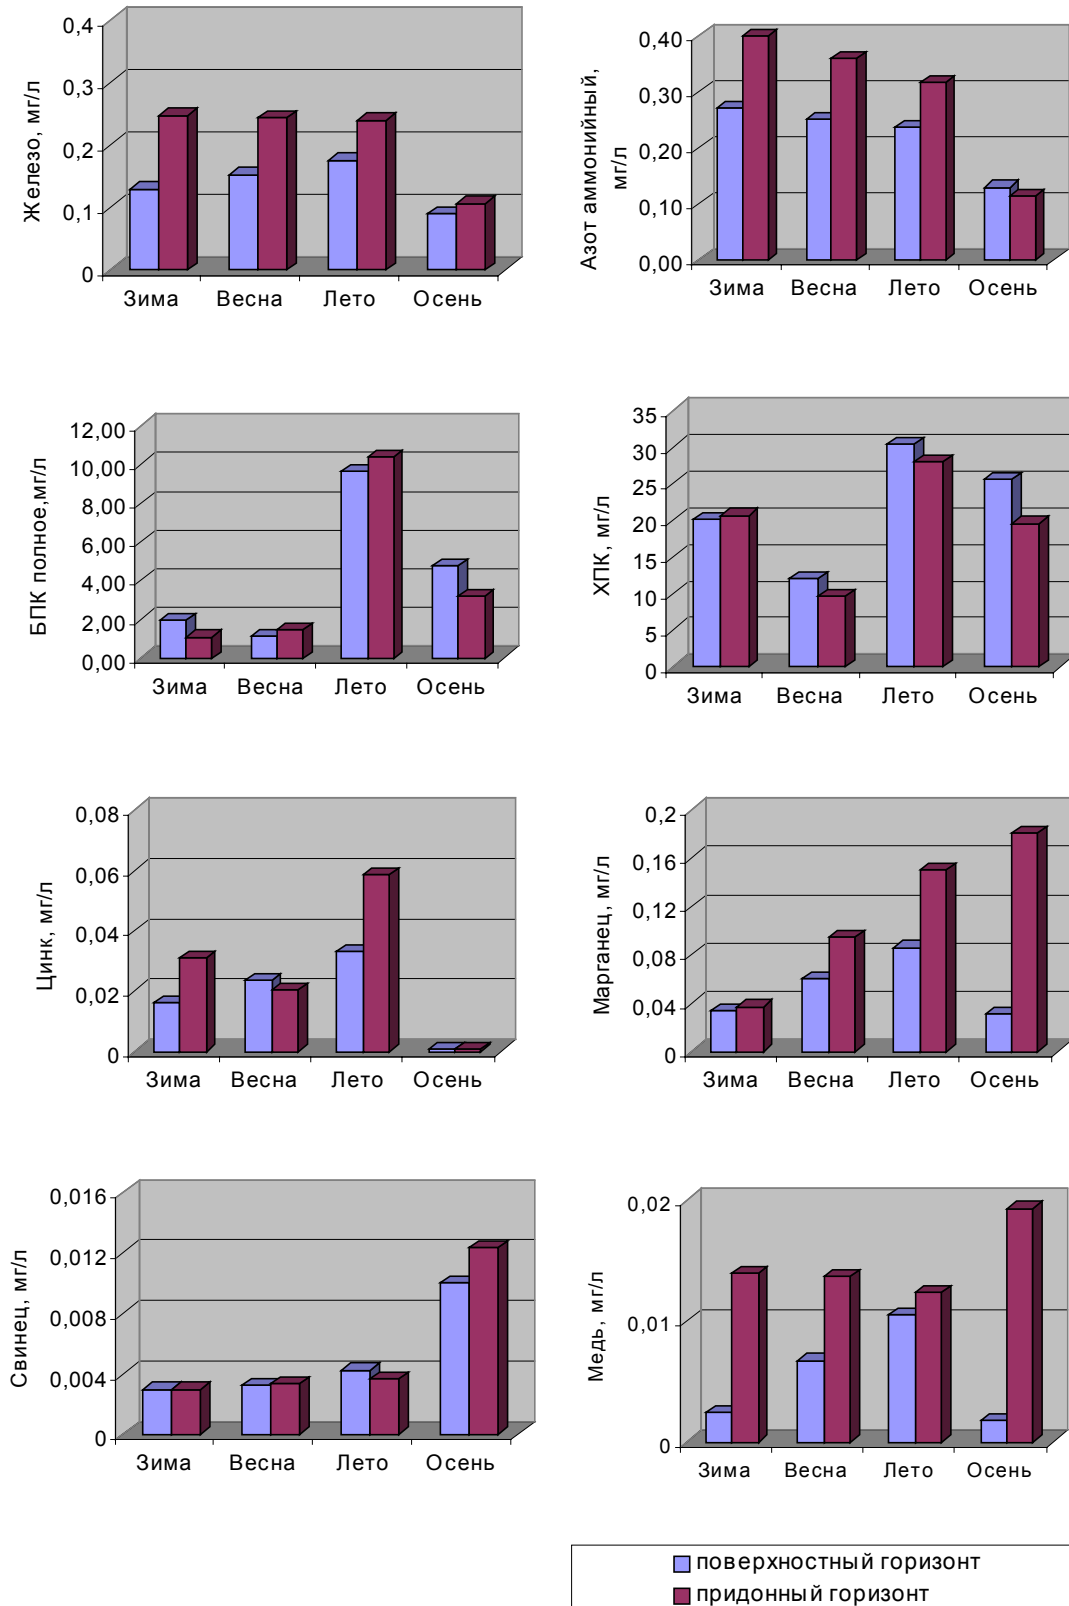 Железо, мг/л
0,4
0,3
0,2
0,1
0
Зима Весна Лето Осень
Азот аммонийный,
мг/л
0,40
0,30
0,20
0,10
0,00
Зима Весна Лето Осень
БПК полное,мг/л
12,00
10,00
8,00
6,00
4,00
2,00
0,00
Зима Весна Лето Осень
ХПК, мг/л
35
30
25
20
15
10
5
0
Зима Весна Лето Осень
Цинк, мг/л
0,08
0,06
0,04
0,02
0
Зима Весна Лето Осень
Марганец, мг/л
0,2
0,16
0,12
0,08
0,04
0
Зима Весна Лето Осень
Свинец, мг/л
0,016
0,012
0,008
0,004
0
Зима Весна Лето Осень
Медь, мг/л
0,02
0,01
0
Зима Весна Лето Осень
поверхностный горизонт
придонный горизонт